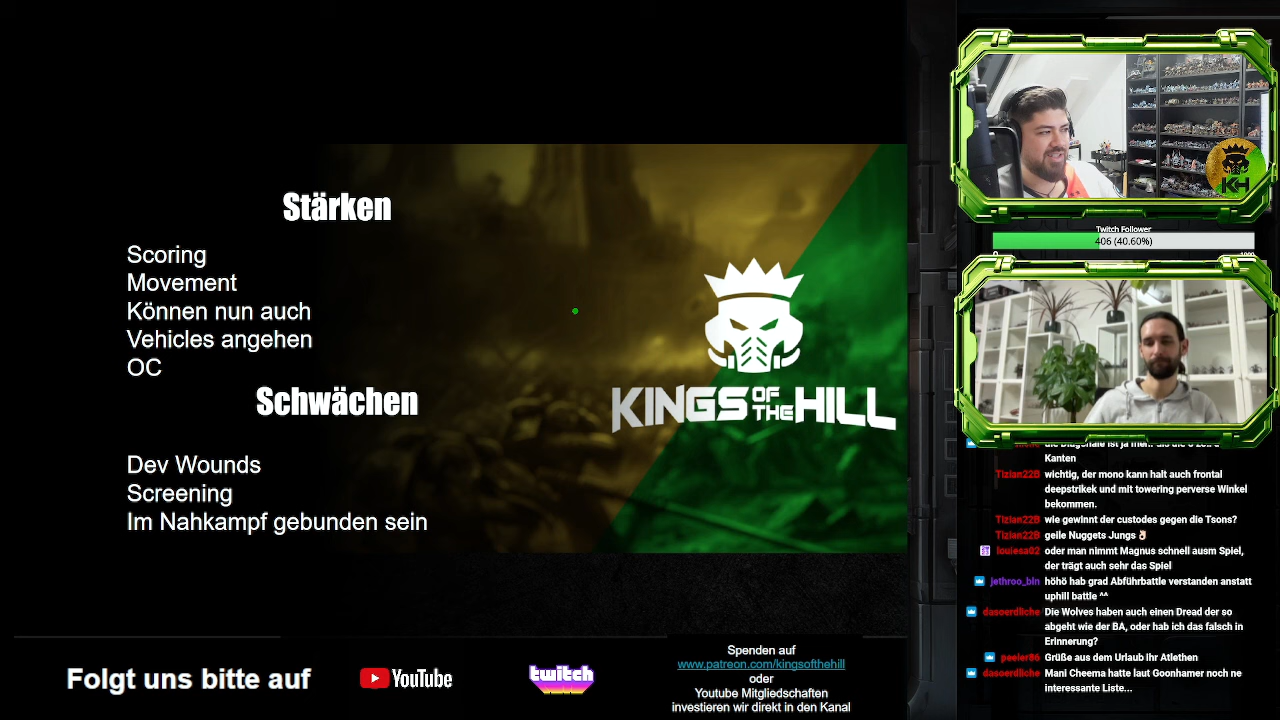 Stärken
Scoring
Movement
Können nun auch
Vehicles angehen
OC
Schwächen
Dev Wounds
Screening
Im Nahkampf gebunden sein
KINGS OF THE HILL
KH
Twitch Follower
406 (40.60%)
0
1000
Kanten
Tizian22B wichtig, der mono kann halt auch frontal
deepstrikek und mit towering perverse Winkel
bekommen.
Tizian22B wie gewinnt der custodes gegen die Tsons?
Tizian22B geile Nuggets Jungs
louiesa02 oder man nimmt Magnus schnell ausm Spiel,
der trägt auch sehr das Spiel
jethroo_bin höhö hab grad Abführbattle verstanden anstatt
uphill battle ^^
dasoerdliche Die Wolves haben auch einen Dread der so
abgeht wie der BA, oder hab ich das falsch in
Erinnerung?
peeler86 Grüße aus dem Urlaub ihr Atlethen
dasoerdliche Mani Cheema hatte laut Goonhamer noch ne
interessante Liste...
Folgt uns bitte auf
YouTube
twitch
Spenden auf
www.patreon.com/kingsofthehill
oder
Youtube Mitgliedschaften
investieren wir direkt in den Kanal